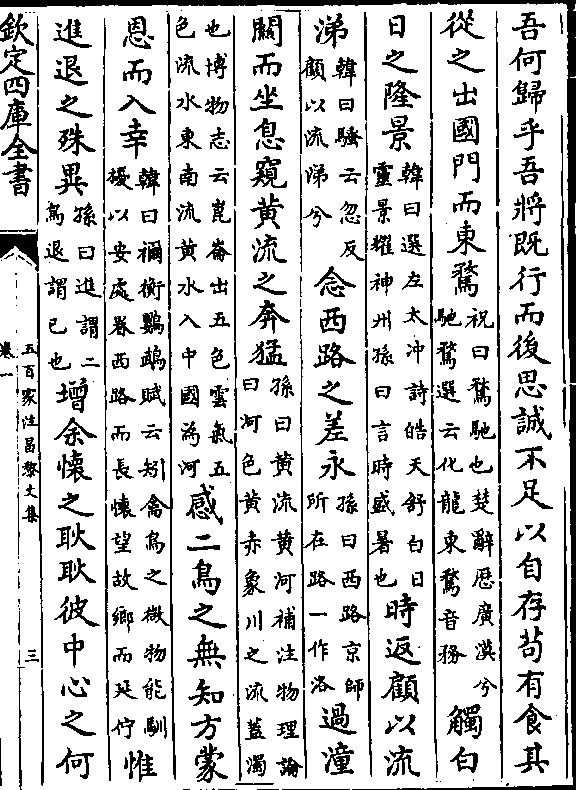 吾何歸乎吾將既行而後思誠不足以自存苟有食其
從之出國門而東騖祝曰騖馳也楚辭歴廣漠兮馳騖選云化龍東騖音務觸白
日之隆景韓曰選左太冲詩皓天舒白日靈景耀神州孫曰言時盛暑也時返顧以流
涕韓曰騷云忽反顧以流涕兮念西路之差永孫曰西路京師所在路一作洛過潼
關而坐息窺黄流之奔猛孫曰黄流黄河補注物理論曰河色黄赤象川之流蓋濁
也博物志云崑崙出五色雲氣五色流水東南流黄水入中國為河感二鳥之無知方蒙
恩而入幸韓曰禰衡鸚鵡賦云矧禽鳥之微物能馴擾以安處眷西路而長懷望故鄉而延佇惟
進退之殊異孫曰進謂二鳥退謂已也增余懷之耿耿彼中心之何
欽定四庫全書
五百家注昌黎文集
卷一
三